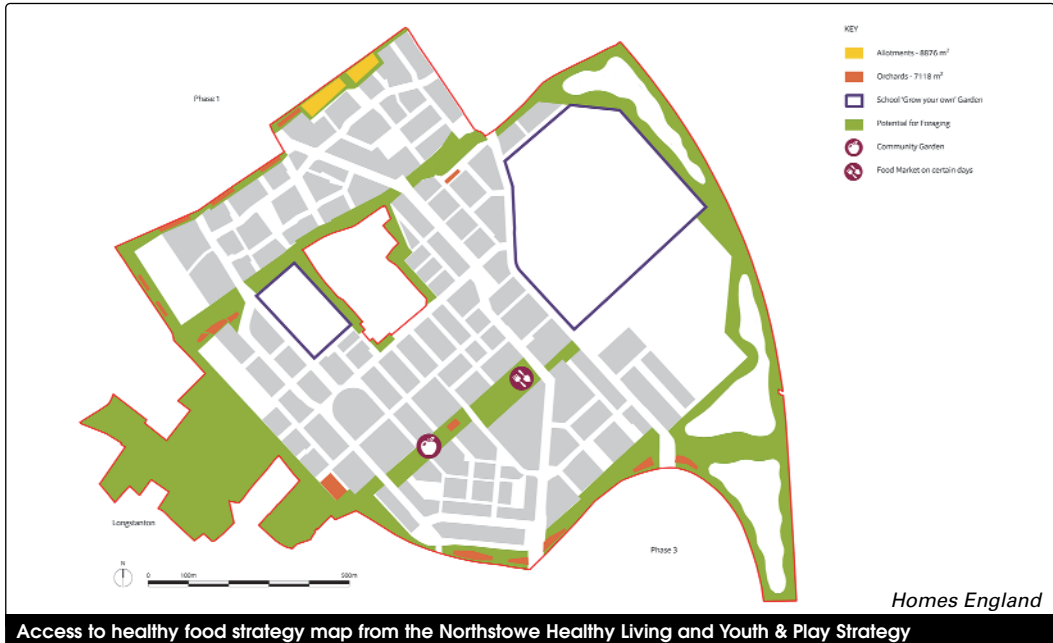 KEY
Allotments - 8876 m²
Orchards - 7118 m²
School 'Grow your own' Garden
Potential for Foraging
Community Garden
Food Market on certain days
Phase 1
Longstanton
Phase 3
N
0 100m 500m
Homes England
Access to healthy food strategy map from the Northstowe Healthy Living and Youth & Play Strategy